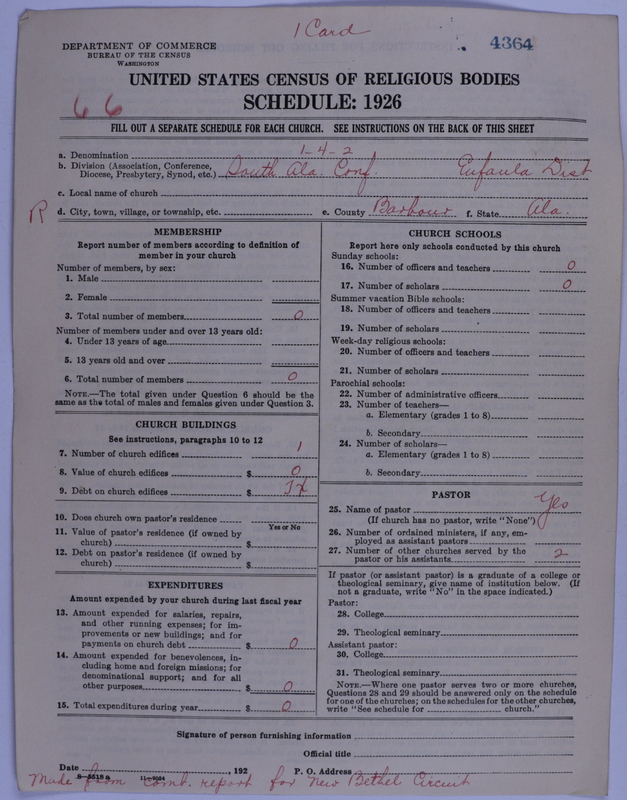 1 Card
4364
DEPARTMENT OF COMMERCE
BUREAU OF THE CENSUS
WASHINGTON
UNITED STATES CENSUS OF RELIGIOUS BODIES
6 6
SCHEDULE: 1926
FILL OUT A SEPARATE SCHEDULE FOR EACH CHURCH. SEE INSTRUCTIONS ON THE BACK OF THIS SHEET
a. Denomination 1-4-2
b. Division (Association, Conference,
Diocese, Presbytery, Synod, etc.) South Ala. Conf. Eufaula Dist
c. Local name of church
R d. City, town, village, or township, etc. e. County Barbour f. State Ala.
MEMBERSHIP
Report number of members according to definition of
member in your church
Number of members, by sex:
1. Male
2. Female
3. Total number of members 0
Number of members under and over 13 years old:
4. Under 13 years of age
5. 13 years old and over
6. Total number of members 0
NOTE.—The total given under Question 6 should be the
same as the total of males and females given under Question 3.
CHURCH BUILDINGS
See instructions, paragraphs 10 to 12
7. Number of church edifices 1
8. Value of church edifices $ 0
9. Debt on church edifices $
10. Does church own pastor's residence
Yes or No
11. Value of pastor's residence (if owned by
church) $
12. Debt on pastor's residence (if owned by
church) $
EXPENDITURES
Amount expended by your church during last fiscal year
13. Amount expended for salaries, repairs,
and other running expenses; for im-
provements or new buildings; and for
payments on church debt $ 0
14. Amount expended for benevolences, in-
cluding home and foreign missions; for
denominational support; and for all
other purposes $ 0
15. Total expenditures during year $ 0
CHURCH SCHOOLS
Report here only schools conducted by this church
Sunday schools:
16. Number of officers and teachers 0
17. Number of scholars 0
Summer vacation Bible schools:
18. Number of officers and teachers
19. Number of scholars
Week-day religious schools:
20. Number of officers and teachers
21. Number of scholars
Parochial schools:
22. Number of administrative officers
23. Number of teachers—
a. Elementary (grades 1 to 8)
b. Secondary
24. Number of scholars—
a. Elementary (grades 1 to 8)
b. Secondary
PASTOR
25. Name of pastor Yes
(If church has no pastor, write "None")
26. Number of ordained ministers, if any, em-
ployed as assistant pastors
27. Number of other churches served by the
pastor or his assistants 2
If pastor (or assistant pastor) is a graduate of a college or
theological seminary, give name of institution below. (If
not a graduate, write "No" in the space indicated.)
Pastor:
28. College
29. Theological seminary
Assistant pastor:
30. College
31. Theological seminary
NOTE.—Where one pastor serves two or more churches,
Questions 28 and 29 should be answered only on the schedule
for one of the churches; on the schedules for the other churches,
write "See schedule for church."
Signature of person furnishing information
Official title
Date , 192 P. O. Address
Made from comb. report for New Bethel Circuit